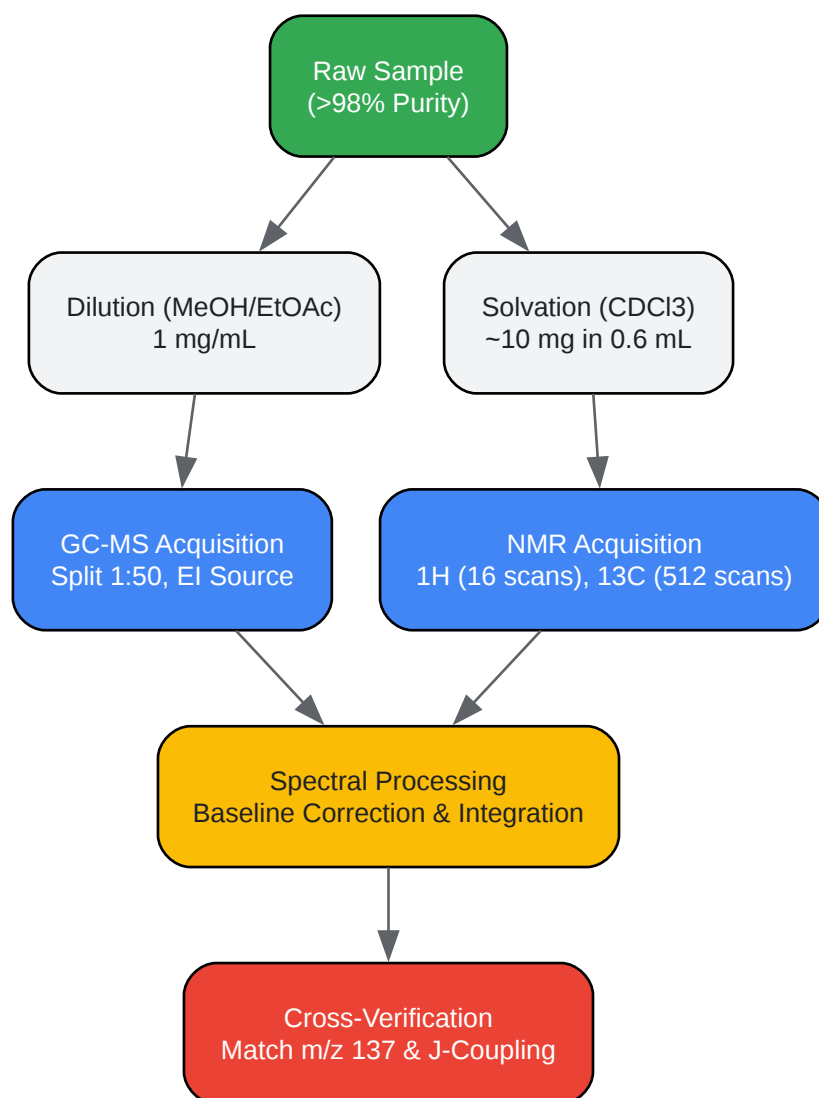 Raw Sample
(>98% Purity)
Dilution (MeOH/EtOAc)
1 mg/mL
Solvation (CDCl3)
~10 mg in 0.6 mL
GC-MS Acquisition
Split 1:50, EI Source
NMR Acquisition
1H (16 scans), 13C (512 scans)
Spectral Processing
Baseline Correction & Integration
Cross-Verification
Match m/z 137 & J-Coupling